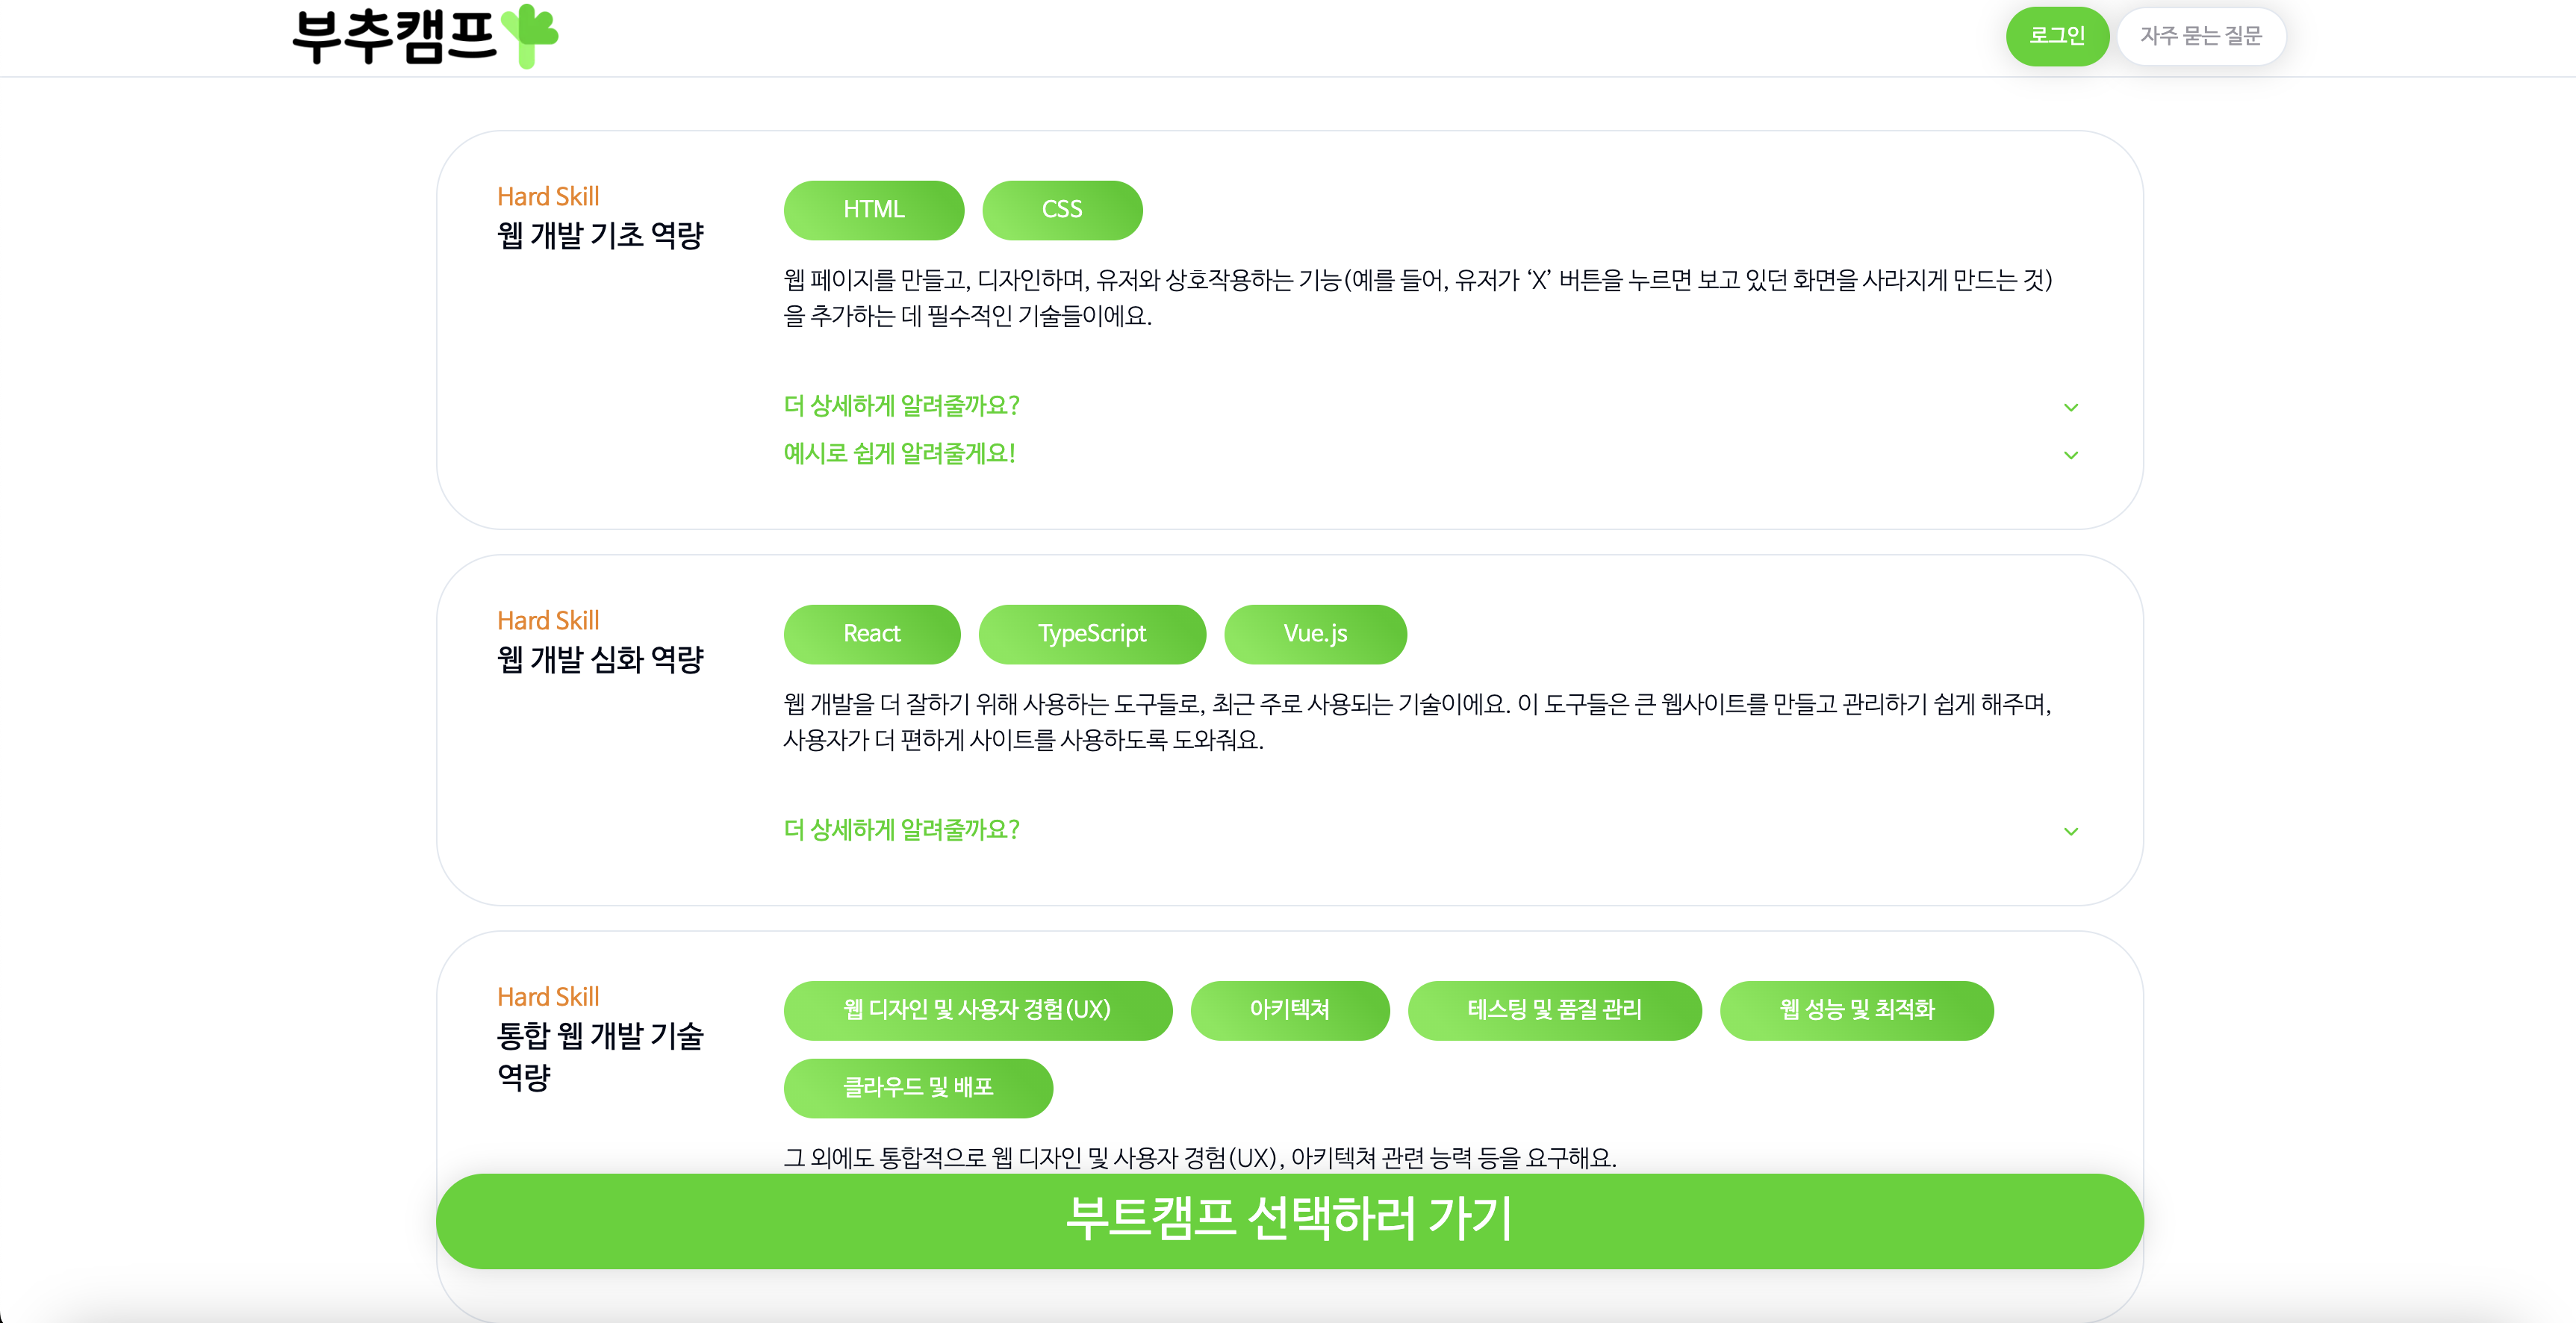 부추캠프
로그인
자주 묻는 질문
Hard Skill
웹 개발 기초 역량
HTML
CSS
웹 페이지를 만들고, 디자인하며, 유저와 상호작용하는 기능(예를 들어, 유저가 ‘X’ 버튼을 누르면 보고 있던 화면을 사라지게 만드는 것)
을 추가하는 데 필수적인 기술들이에요.
더 상세하게 알려줄까요?
예시로 쉽게 알려줄게요!
Hard Skill
웹 개발 심화 역량
React
TypeScript
Vue.js
웹 개발을 더 잘하기 위해 사용하는 도구들로, 최근 주로 사용되는 기술이에요. 이 도구들은 큰 웹사이트를 만들고 관리하기 쉽게 해주며,
사용자가 더 편하게 사이트를 사용하도록 도와줘요.
더 상세하게 알려줄까요?
Hard Skill
통합 웹 개발 기술
역량
웹 디자인 및 사용자 경험(UX)
아키텍쳐
테스팅 및 품질 관리
웹 성능 및 최적화
클라우드 및 배포
그 외에도 통합적으로 웹 디자인 및 사용자 경험(UX), 아키텍쳐 관련 능력 등을 요구해요.
부트캠프 선택하러 가기